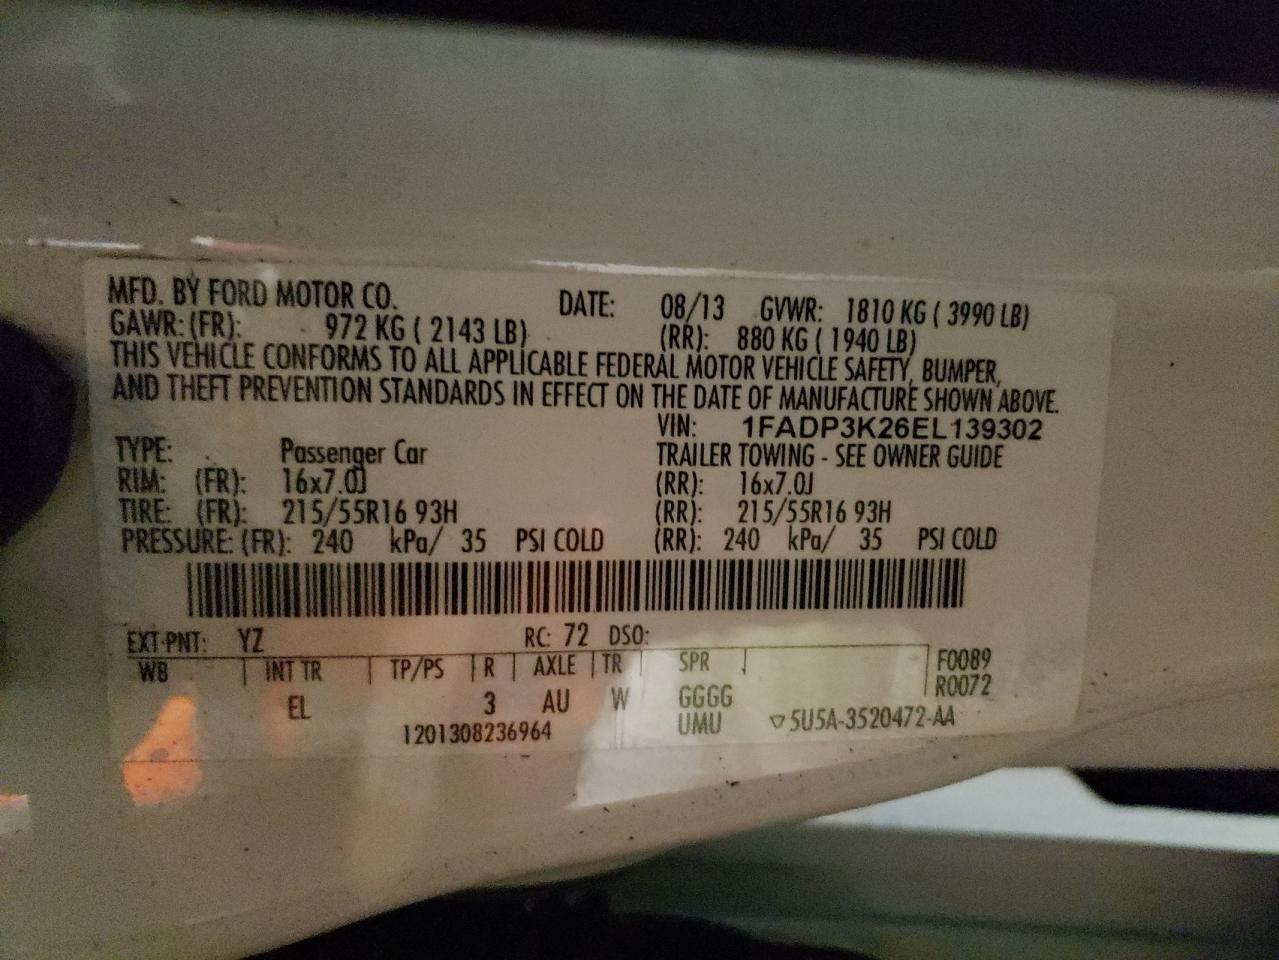 MFD. BY FORD MOTOR CO. DATE: 08/13 GVWR: 1810 KG ( 3990 LB)
GAWR: (FR): 972 KG ( 2143 LB) (RR): 880 KG ( 1940 LB)
THIS VEHICLE CONFORMS TO ALL APPLICABLE FEDERAL MOTOR VEHICLE SAFETY, BUMPER,
AND THEFT PREVENTION STANDARDS IN EFFECT ON THE DATE OF MANUFACTURE SHOWN ABOVE.
VIN: 1FADP3K26EL139302
TYPE: Passenger Car TRAILER TOWING - SEE OWNER GUIDE
RIM: (FR): 16x7.0J (RR): 16x7.0J
TIRE: (FR): 215/55R16 93H (RR): 215/55R16 93H
PRESSURE: (FR): 240 kPa/ 35 PSI COLD (RR): 240 kPa/ 35 PSI COLD
EXT-PNT: YZ RC: 72 DSO:
WB INT TR TP/PS R AXLE TR SPR F0089
R0072
EL 3 AU W GGGG
1201308236964 UMU ▽5U5A-3520472-AA